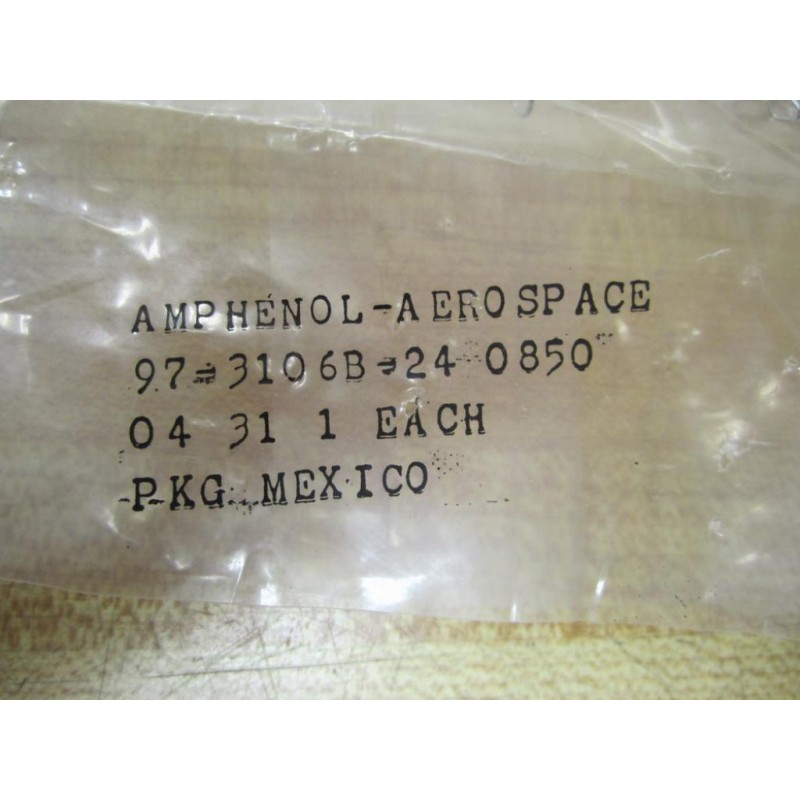 AMPHENOL-AEROSPACE
97-3106B-24 0850
04 31 1 EACH
PKG. MEXICO